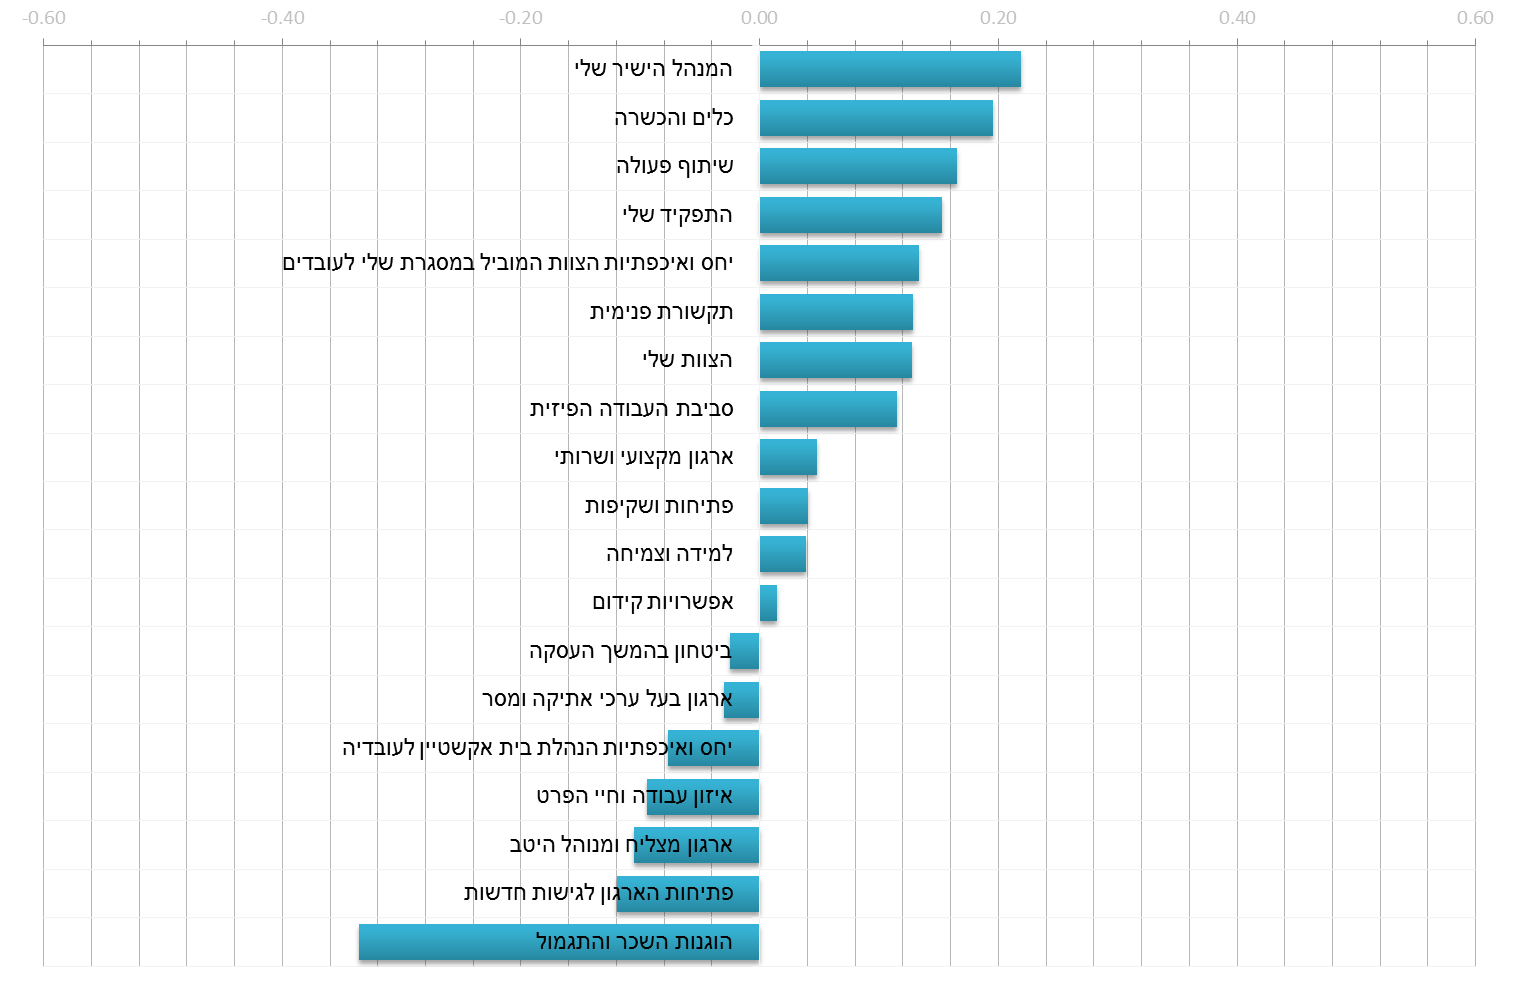 -0.60 -0.40 -0.20 0.00 0.20 0.40 0.60
המנהל הישיר שלי
כלים והכשרה
שיתוף פעולה
התפקיד שלי
יחס ואיכפתיות הצוות המוביל במסגרת שלי לעובדים
תקשורת פנימית
הצוות שלי
סביבת העבודה הפיזית
ארגון מקצועי ושרותי
פתיחות ושקיפות
למידה וצמיחה
אפשרויות קידום
ביטחון בהמשך העסקה
ארגון בעל ערכי אתיקה ומסר
יחס ואיכפתיות הנהלת בית אקשטיין לעובדיה
איזון עבודה וחיי הפרט
ארגון מצליח ומנוהל היטב
פתיחות הארגון לגישות חדשות
הוגנות השכר והתגמול